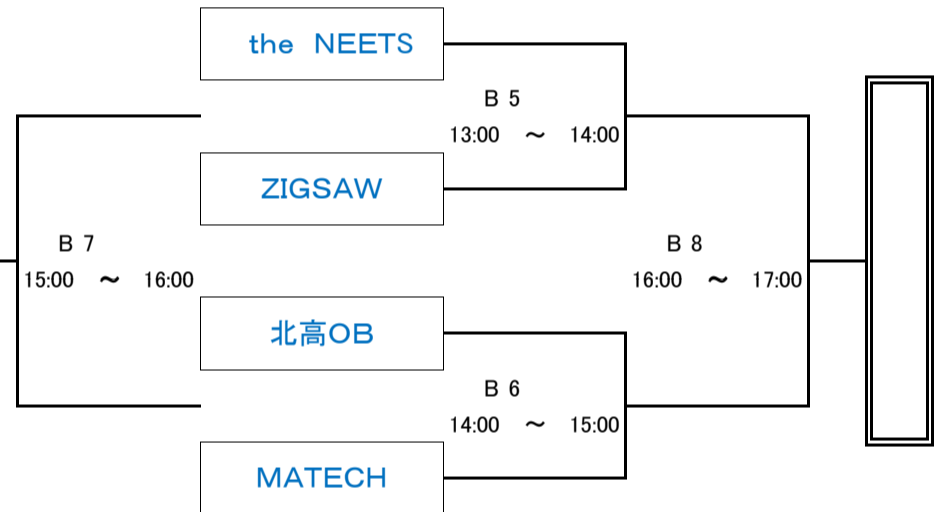 the NEETS
B 5
13:00 ～ 14:00
ZIGSAW
B 7
B 8
15:00 ～ 16:00
16:00 ～ 17:00
北高OB
B 6
14:00 ～ 15:00
MATECH